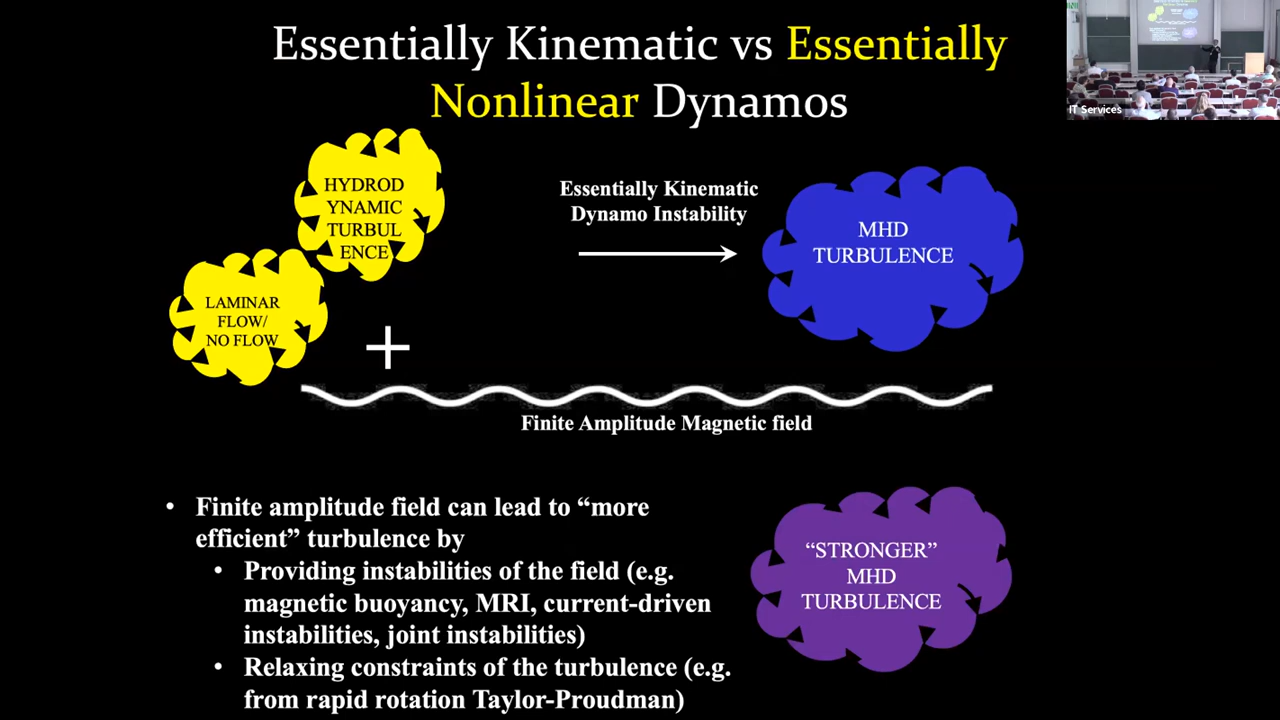 Essentially Kinematic vs Essentially
Nonlinear Dynamos
IT Services
HYDROD
YNAMIC
TURBUL
ENCE
LAMINAR
FLOW/
NO FLOW
+
Essentially Kinematic
Dynamo Instability
MHD
TURBULENCE
Finite Amplitude Magnetic field
• Finite amplitude field can lead to “more
efficient” turbulence by
• Providing instabilities of the field (e.g.
magnetic buoyancy, MRI, current-driven
instabilities, joint instabilities)
• Relaxing constraints of the turbulence (e.g.
from rapid rotation Taylor-Proudman)
“STRONGER”
MHD
TURBULENCE